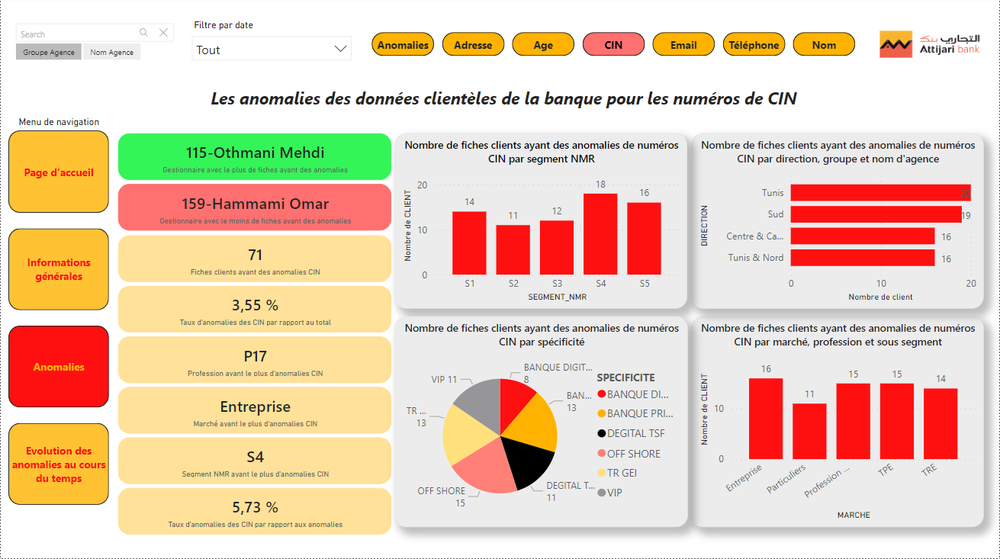 Search
Groupe Agence
Nom Agence
Filtre par date
Tout
Anomalies
Adresse
Age
CIN
Email
Téléphone
Nom
التجاري بنك
Attijari bank
Les anomalies des données clientèles de la banque pour les numéros de CIN
Menu de navigation
Page d'accueil
Informations
générales
Anomalies
Evolution des
anomalies au cours
du temps
115-Othmani Mehdi
Gestionnaire avec le plus de fiches ayant des anomalies
159-Hammami Omar
Gestionnaire avec le moins de fiches ayant des anomalies
71
Fiches clients ayant des anomalies CIN
3,55 %
Taux d'anomalies des CIN par rapport au total
P17
Profession ayant le plus d'anomalies CIN
Entreprise
Marché ayant le plus d'anomalies CIN
S4
Segment NMR ayant le plus d'anomalies CIN
5,73 %
Taux d'anomalies des CIN par rapport aux anomalies
Nombre de fiches clients ayant des anomalies de numéros
CIN par segment NMR
Nombre de CLIENT
20
10
0
14
11
12
18
16
S1
S2
S3
S4
S5
SEGMENT_NMR
Nombre de fiches clients ayant des anomalies de numéros
CIN par direction, groupe et nom d'agence
DIRECTION
Tunis
20
Sud
19
Centre & Ca...
16
Tunis & Nord
16
0
10
20
Nombre de client
Nombre de fiches clients ayant des anomalies de numéros
CIN par spécificité
BANQUE DIGIT...
8
BAN...
13
DEGITAL T...
11
OFF SHORE
15
TR ...
13
VIP 11
SPECIFICITE
BANQUE DI...
BANQUE PRI...
DEGITAL TSF
OFF SHORE
TR GEI
VIP
Nombre de fiches clients ayant des anomalies de numéros
CIN par marché, profession et sous segment
Nombre de CLIENT
10
0
16
11
15
15
14
Entreprise
Particuliers
Profession ...
TPE
TRE
MARCHE